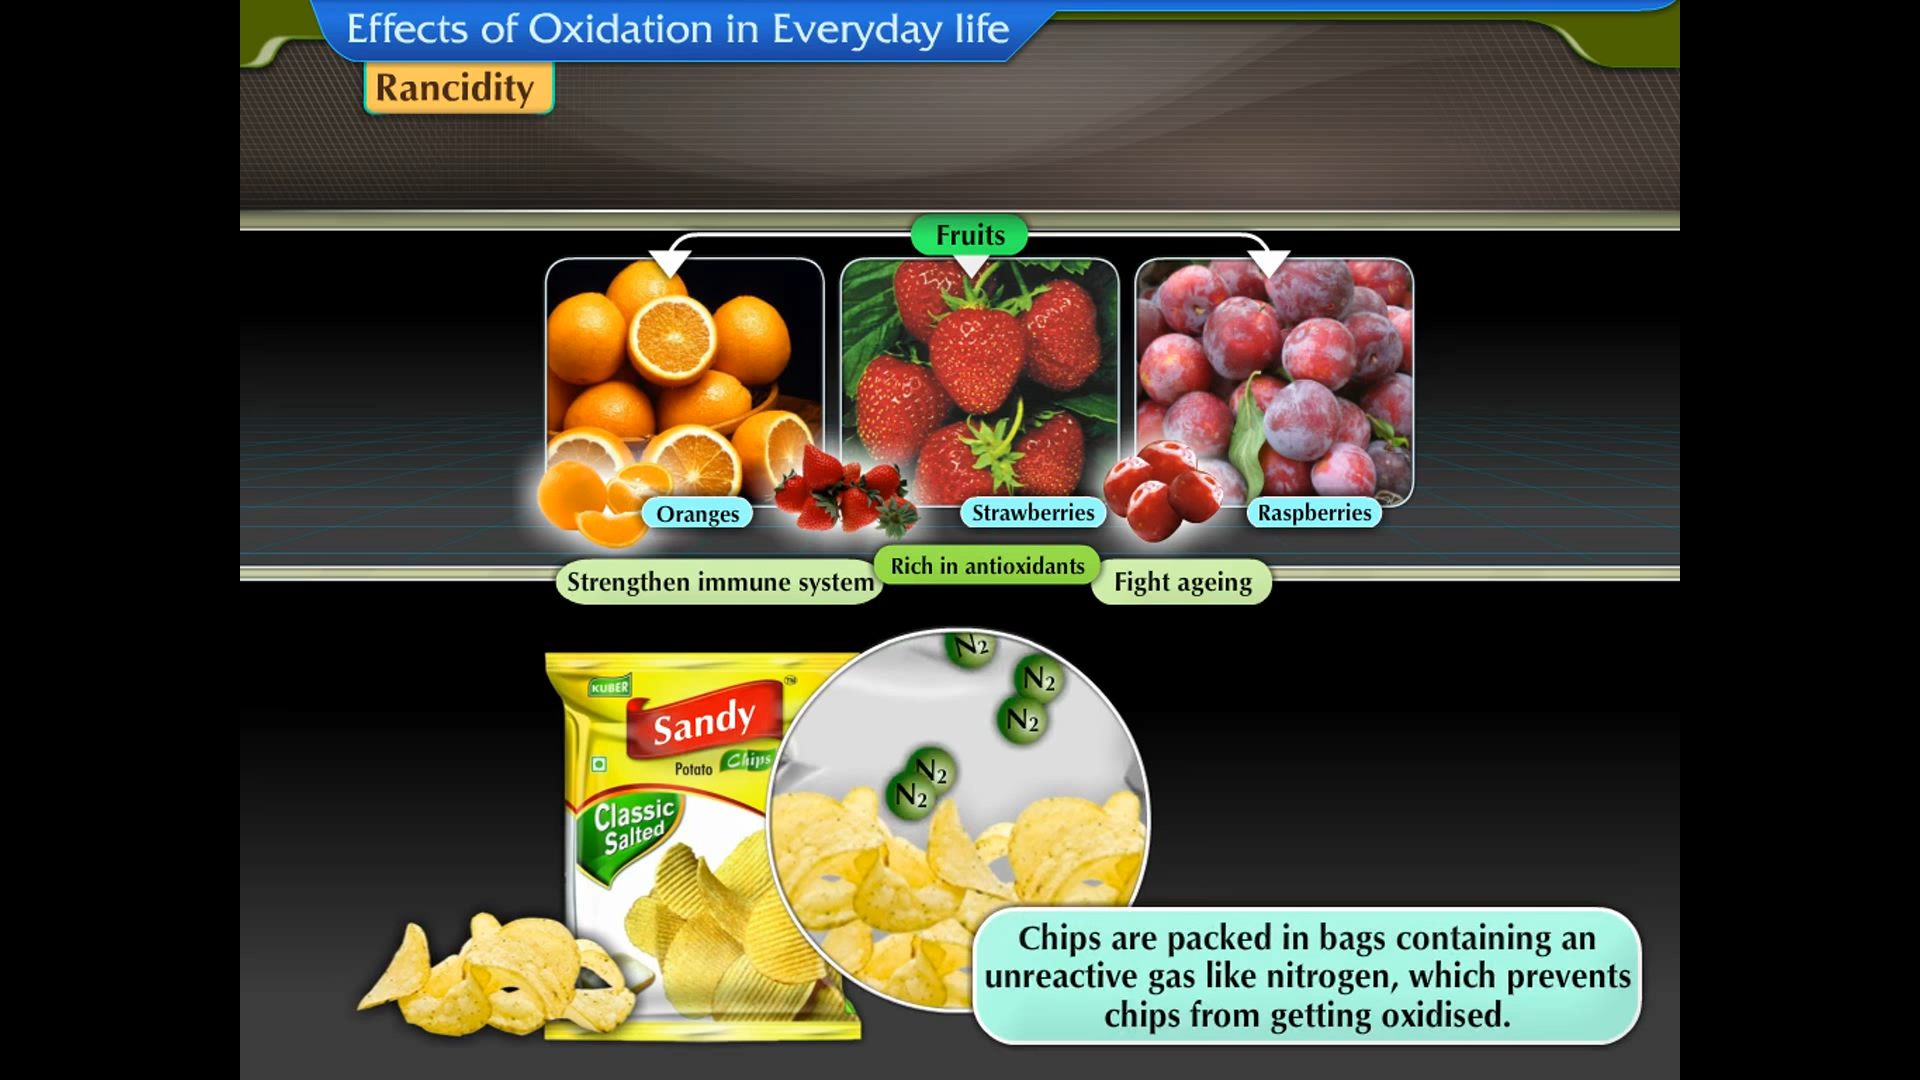 Effects of Oxidation in Everyday life
Rancidity
Fruits
Oranges
Strawberries
Raspberries
Strengthen immune system
Rich in antioxidants
Fight ageing
N2
N2
N2
N2
N2
KUBER
Sandy
TM
Potato Chips
Classic
Salted
Chips are packed in bags containing an
unreactive gas like nitrogen, which prevents
chips from getting oxidised.